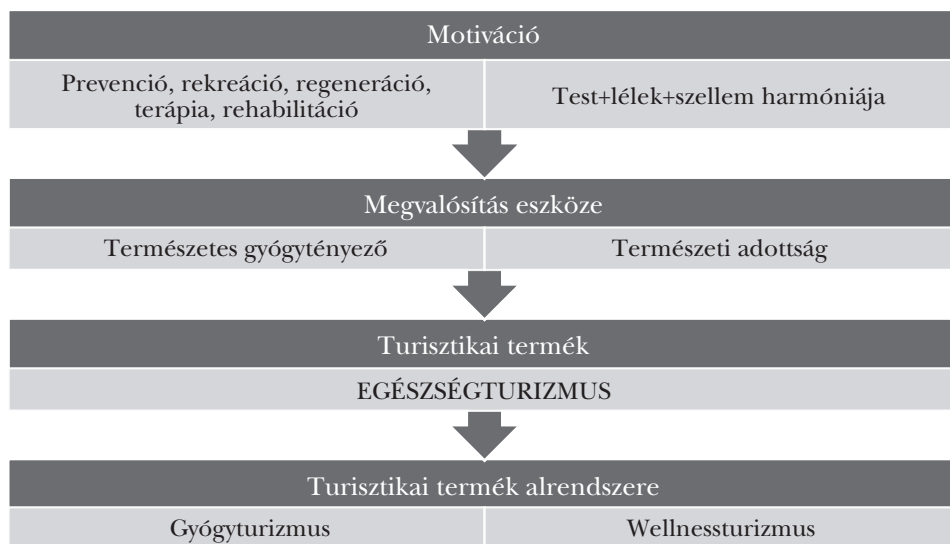 Motiváció
Prevenció, rekreáció, regeneráció,
terápia, rehabilitáció
Test+lélek+szellem harmóniája
Megvalósítás eszköze
Természetes gyógytényező
Természeti adottság
Turisztikai termék
EGÉSZSÉGTURIZMUS
Turisztikai termék alrendszere
Gyógyturizmus
Wellnessturizmus